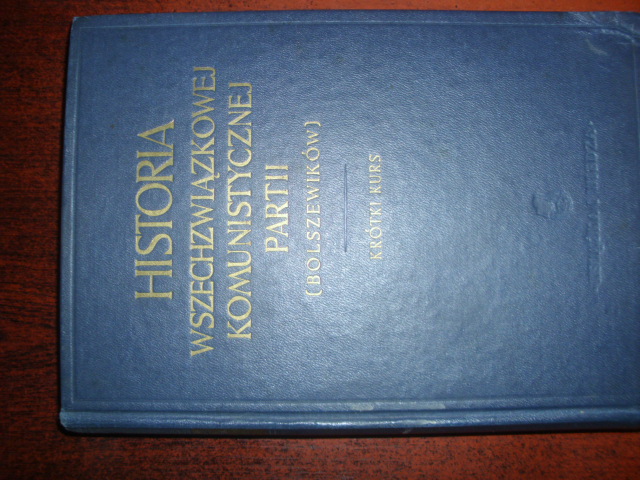 HISTORIA
WSZECHZWIĄZKOWEJ
KOMUNISTYCZNEJ
PARTII
(BOLSZEWIKÓW)
KRÓTKI KURS